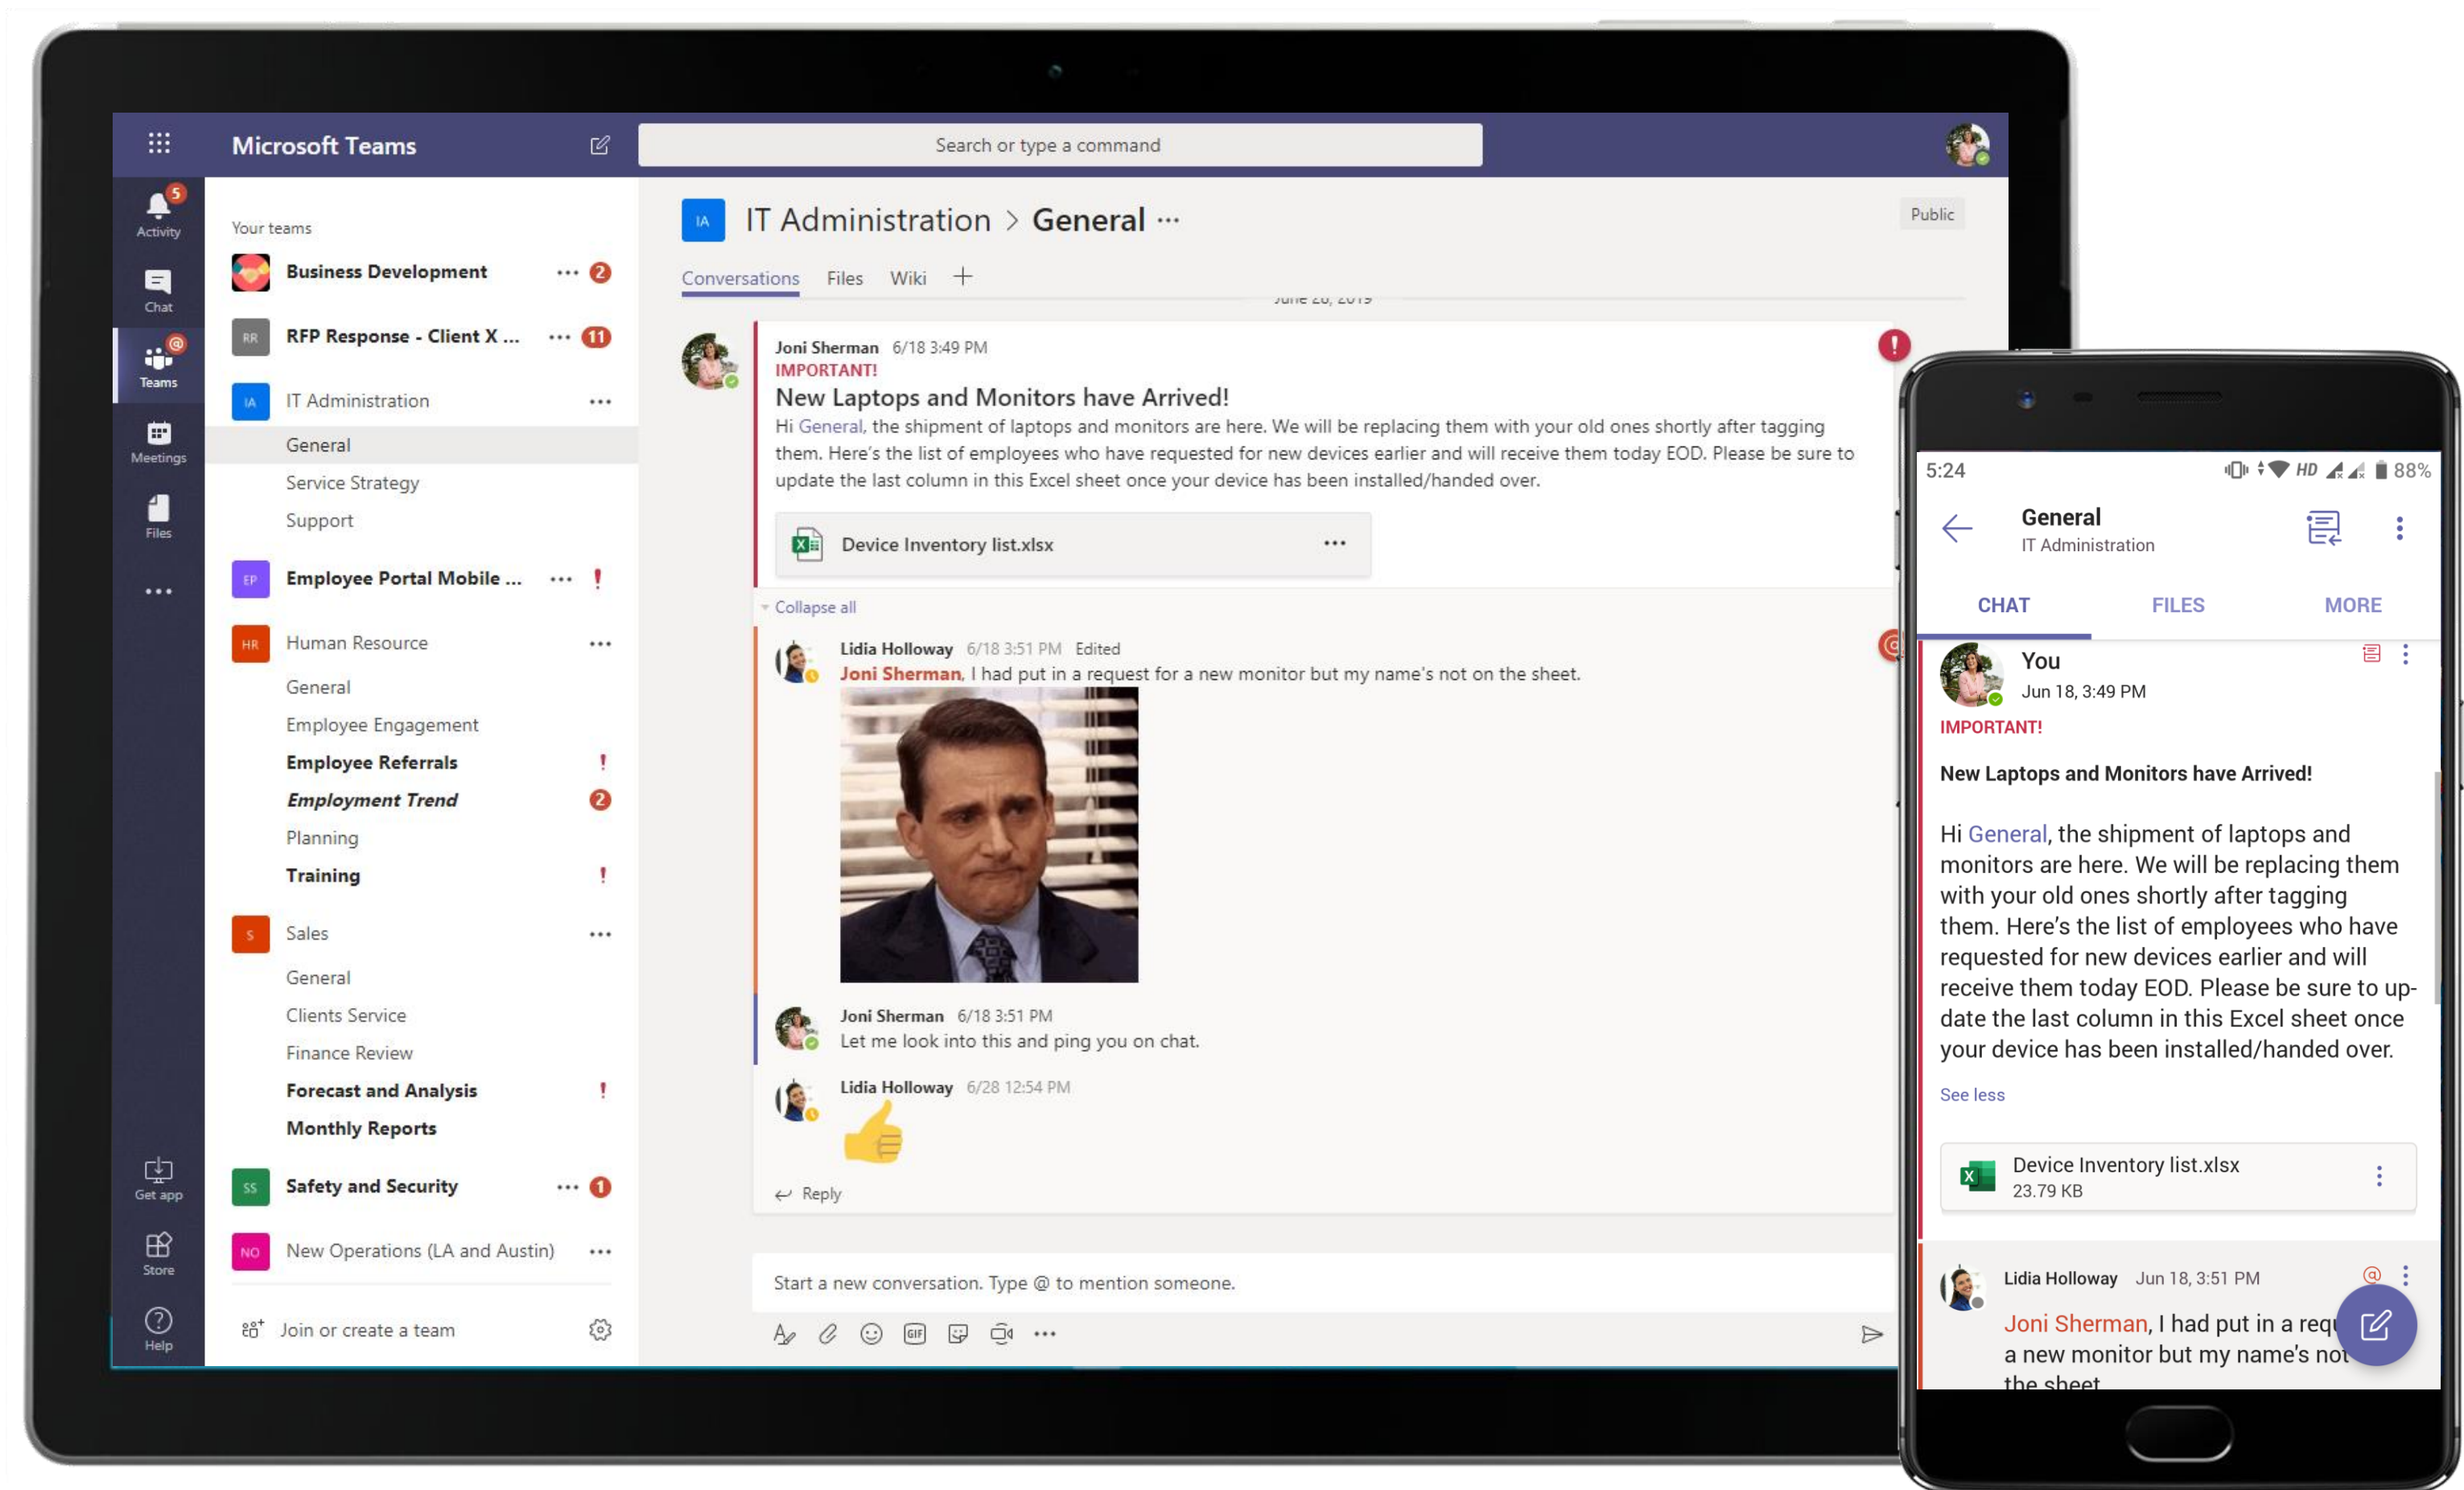 Microsoft Teams
Search or type a command
5
Activity
Chat
@
Teams
Meetings
Files
Get app
Store
Help
Your teams
Business Development ... 2
RR RFP Response - Client X ... ... 11
IA IT Administration ...
General
Service Strategy
Support
EP Employee Portal Mobile ... ... !
HR Human Resource ...
General
Employee Engagement
Employee Referrals !
Employment Trend 2
Planning
Training !
S Sales ...
General
Clients Service
Finance Review
Forecast and Analysis !
Monthly Reports
SS Safety and Security ... 1
NO New Operations (LA and Austin) ...
Join or create a team
IA IT Administration > General ...
Public
Conversations Files Wiki +
June 28, 2019
Joni Sherman 6/18 3:49 PM
IMPORTANT!
New Laptops and Monitors have Arrived!
Hi General, the shipment of laptops and monitors are here. We will be replacing them with your old ones shortly after tagging
them. Here's the list of employees who have requested for new devices earlier and will receive them today EOD. Please be sure to
update the last column in this Excel sheet once your device has been installed/handed over.
Device Inventory list.xlsx ...
Collapse all
Lidia Holloway 6/18 3:51 PM Edited
Joni Sherman, I had put in a request for a new monitor but my name's not on the sheet.
Joni Sherman 6/18 3:51 PM
Let me look into this and ping you on chat.
Lidia Holloway 6/28 12:54 PM
Reply
Start a new conversation. Type @ to mention someone.
GIF
5:24 HD 88%
General
IT Administration
CHAT FILES MORE
You
Jun 18, 3:49 PM
IMPORTANT!
New Laptops and Monitors have Arrived!
Hi General, the shipment of laptops and
monitors are here. We will be replacing them
with your old ones shortly after tagging
them. Here's the list of employees who have
requested for new devices earlier and will
receive them today EOD. Please be sure to up-
date the last column in this Excel sheet once
your device has been installed/handed over.
See less
Device Inventory list.xlsx
23.79 KB
Lidia Holloway Jun 18, 3:51 PM @
Joni Sherman, I had put in a requ
a new monitor but my name's not
the sheet